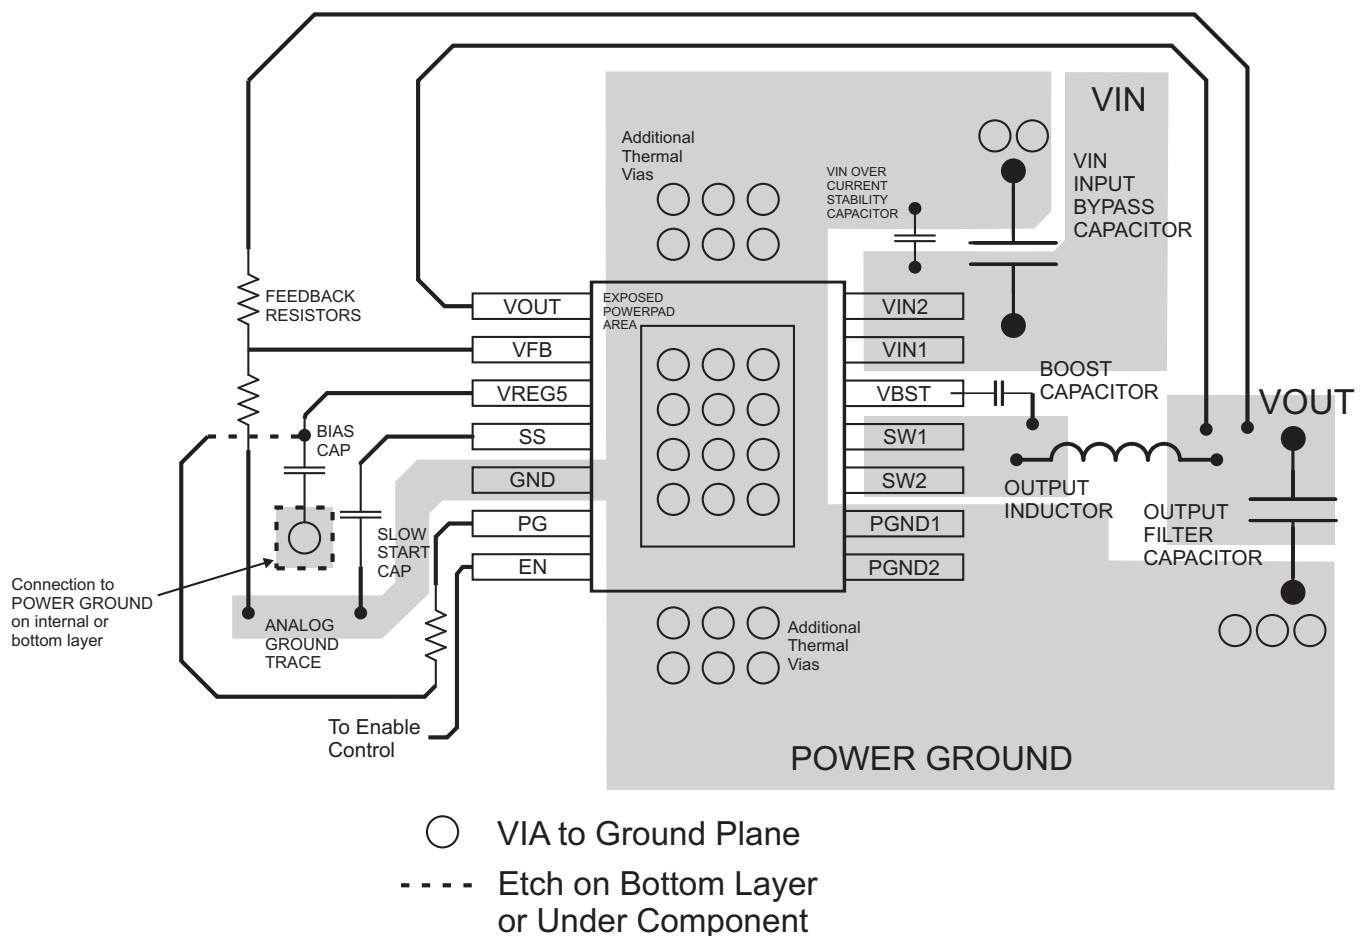 VIN
Additional
Thermal
Vias
VIN OVER
CURRENT
STABILITY
CAPACITOR
VIN
INPUT
BYPASS
CAPACITOR
FEEDBACK
RESISTORS
EXPOSED
POWERPAD
AREA
VOUT
VFB
VREG5
SS
GND
PG
EN
VIN2
VIN1
VBST
SW1
SW2
PGND1
PGND2
BOOST
CAPACITOR
VOUT
BIAS
CAP
OUTPUT
INDUCTOR
OUTPUT
FILTER
CAPACITOR
SLOW
START
CAP
Connection to
POWER GROUND
on internal or
bottom layer
ANALOG
GROUND
TRACE
Additional
Thermal
Vias
To Enable
Control
POWER GROUND
VIA to Ground Plane
Etch on Bottom Layer
or Under Component